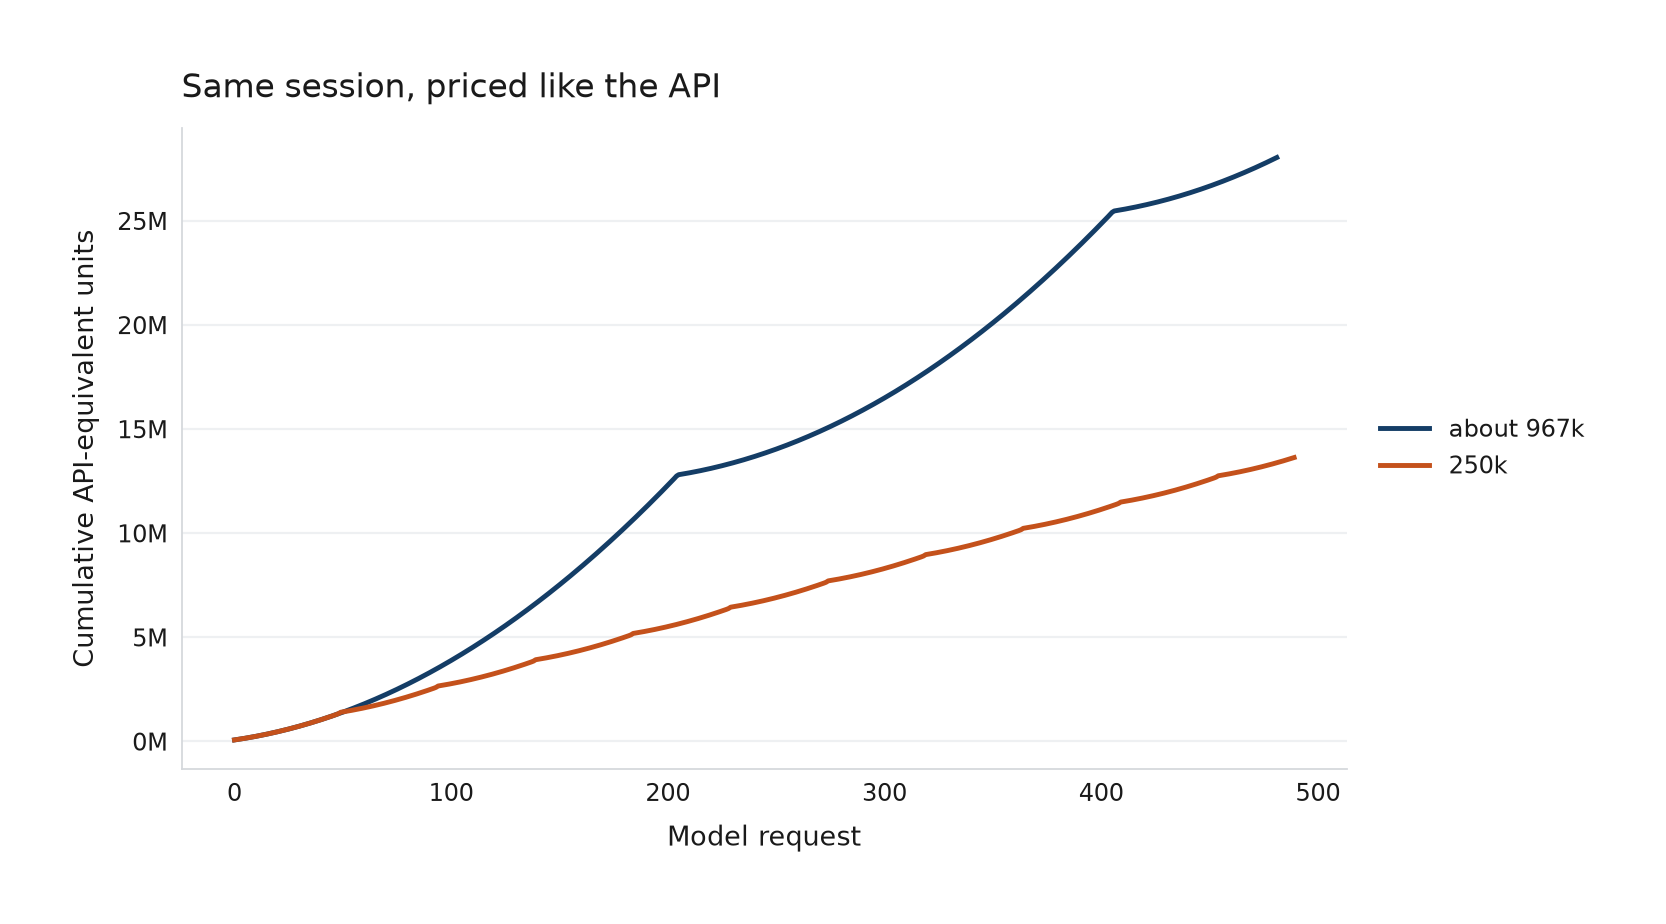 Same session, priced like the API
Cumulative API-equivalent units
25M
20M
15M
10M
5M
0M
0 100 200 300 400 500
Model request
about 967k
250k